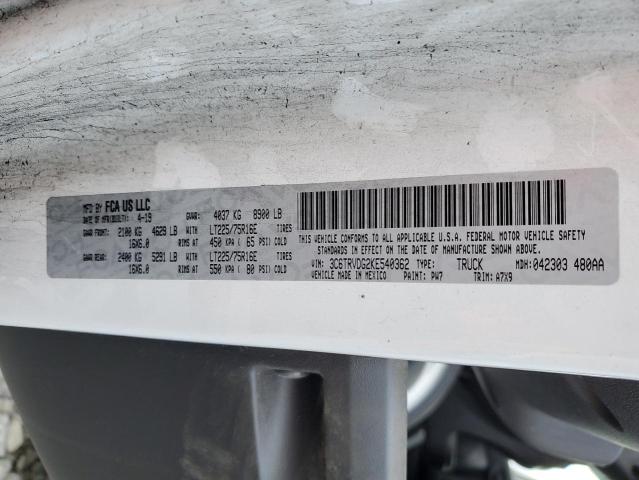 MFD BY FCA US LLC
DATE OF MFR(DDJDLTU) 4-19 GVWR: 4037 KG 8900 LB
GAWR FRONT: 2100 KG 4629 LB WITH LT225/75R16E TIRES
16X6.0 RIMS AT 450 KPA ( 65 PSI) COLD
GAWR REAR: 2400 KG 5291 LB WITH LT225/75R16E TIRES
16X6.0 RIMS AT 550 KPA ( 80 PSI) COLD
THIS VEHICLE CONFORMS TO ALL APPLICABLE U.S.A. FEDERAL MOTOR VEHICLE SAFETY
STANDARDS IN EFFECT ON THE DATE OF MANUFACTURE SHOWN ABOVE.
VIN: 3C6TRVDG2KE540362 TYPE: TRUCK MDH: 042303 480AA
VEHICLE MADE IN MEXICO PAINT: PW7 TRIM: A7X9